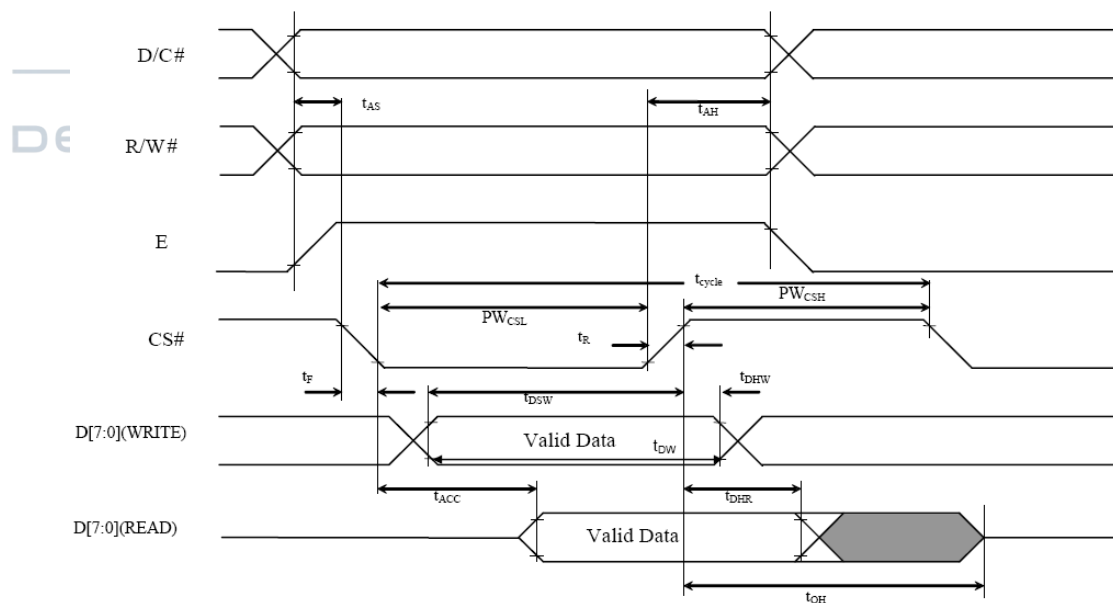 D/C#
tAS
tAH
DE
R/W#
E
tcycle
PWCSL
PWCSH
CS#
tR
tF
tDSW
tDHW
D[7:0](WRITE)
Valid Data
tDW
tACC
tDHR
D[7:0](READ)
Valid Data
tOH